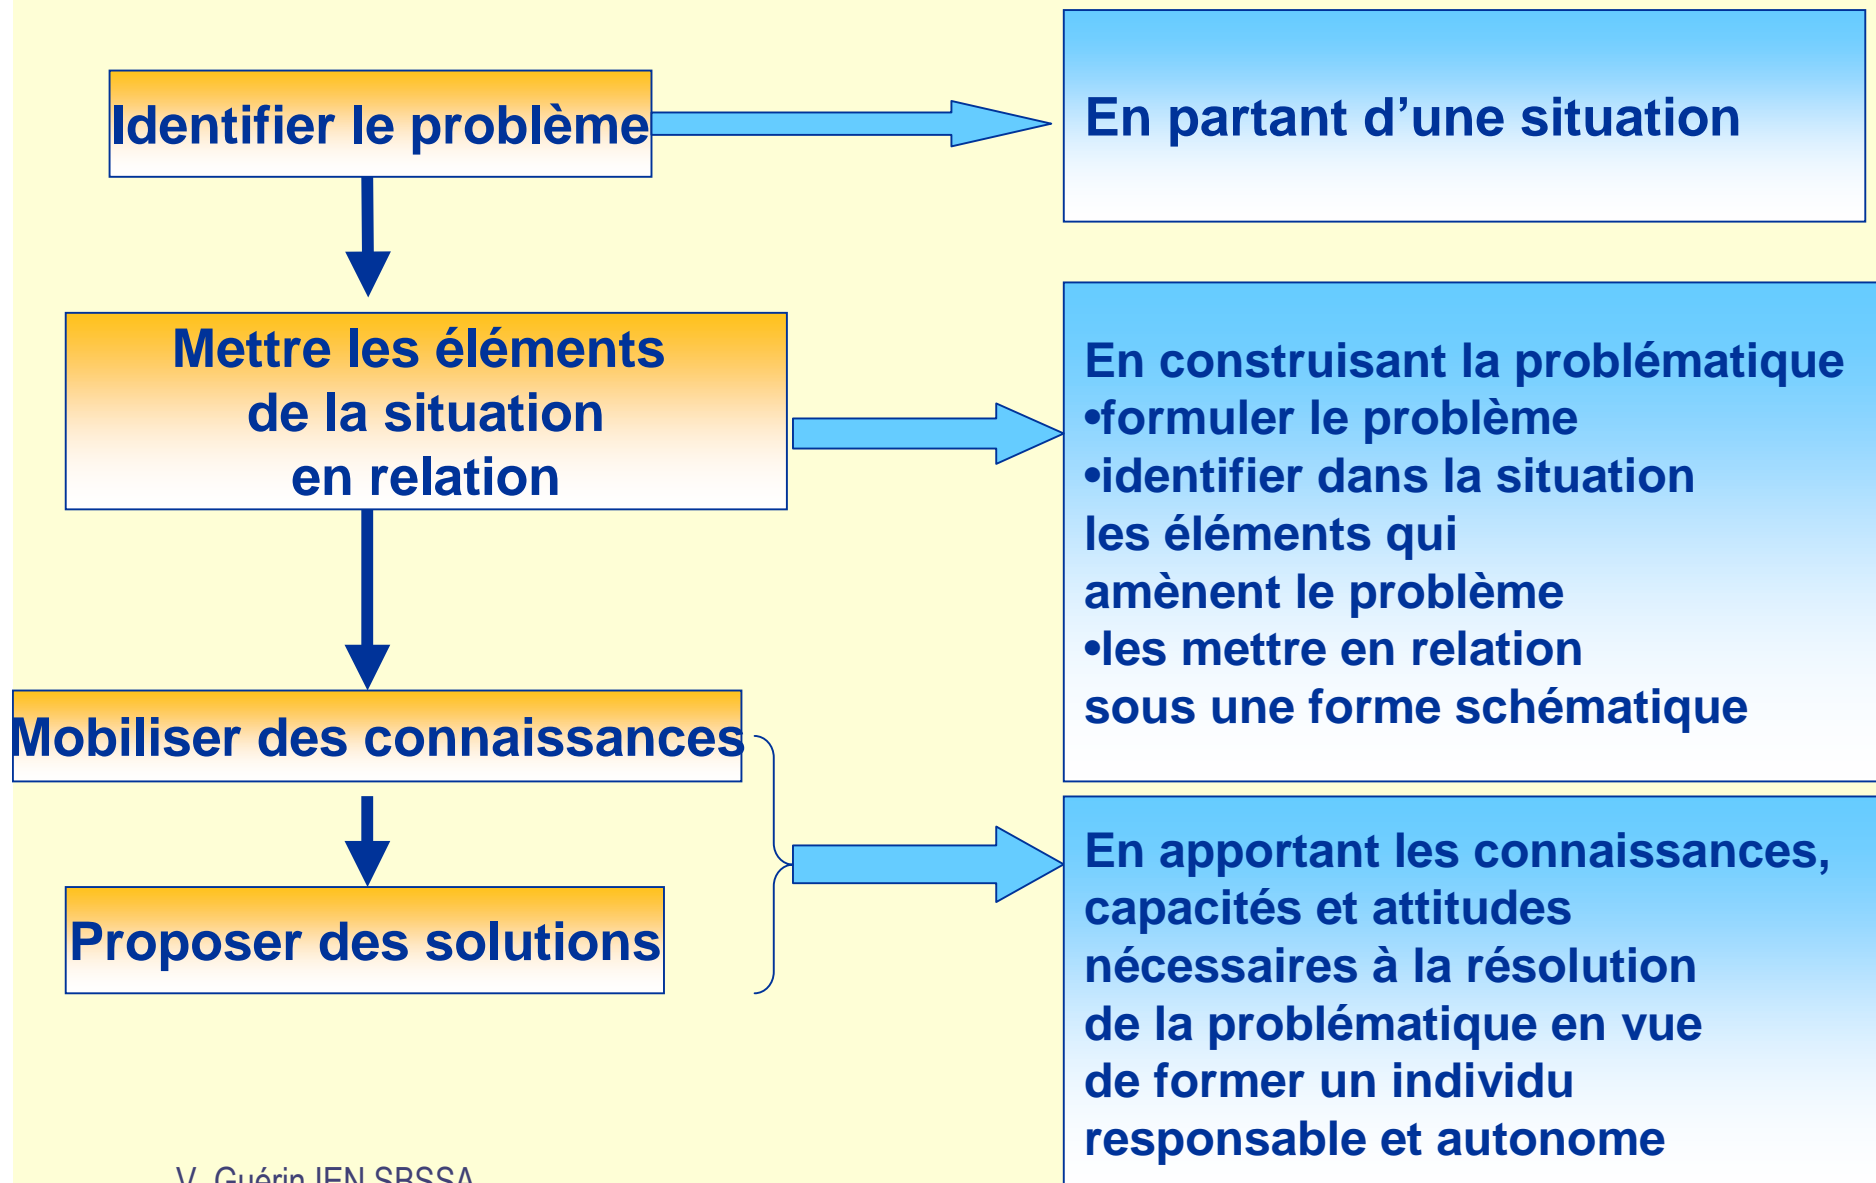 Identifier le problème
En partant d’une situation
Mettre les éléments
de la situation
en relation
En construisant la problématique
•formuler le problème
•identifier dans la situation
les éléments qui
amènent le problème
•les mettre en relation
sous une forme schématique
Mobiliser des connaissances
Proposer des solutions
En apportant les connaissances,
capacités et attitudes
nécessaires à la résolution
de la problématique en vue
de former un individu
responsable et autonome
V. Guérin IEN SBSSA